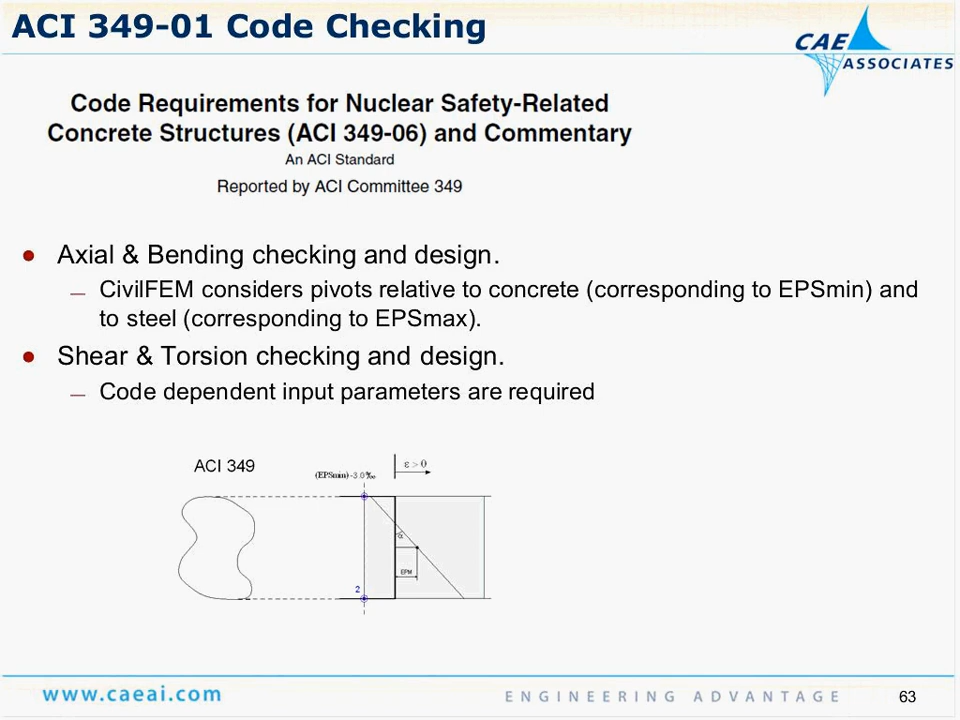 ACI 349-01 Code Checking
CAE
ASSOCIATES
Code Requirements for Nuclear Safety-Related
Concrete Structures (ACI 349-06) and Commentary
An ACI Standard
Reported by ACI Committee 349
● Axial & Bending checking and design.
— CivilFEM considers pivots relative to concrete (corresponding to EPSmin) and
to steel (corresponding to EPSmax).
● Shear & Torsion checking and design.
— Code dependent input parameters are required
ACI 349
(EPSmin) -3.0‰
ε > 0
α
EPM
2
www.caeai.com
ENGINEERING ADVANTAGE
63